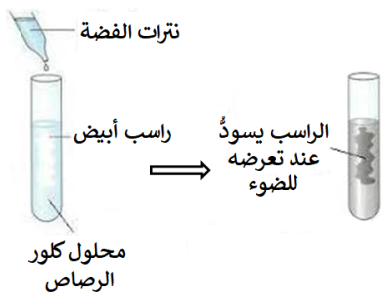 نترات الفضة
راسب أبيض
محلول كلور
الرصاص
الراسب يسودُّ
عند تعرضه
للضوء